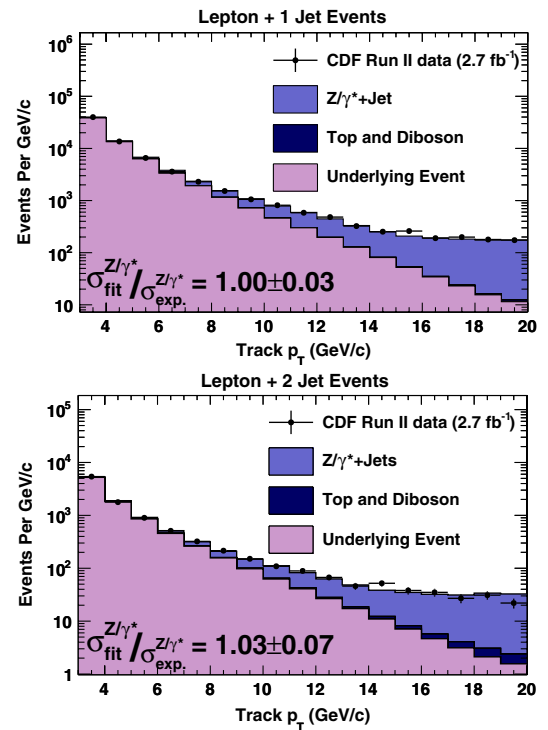 Lepton + 1 Jet Events
10⁶
10⁵
10⁴
10³
10²
10
Events Per GeV/c
CDF Run II data (2.7 fb⁻¹)
Z/γ*+Jet
Top and Diboson
Underlying Event
σ_fit^Z/γ*/σ_exp.^Z/γ* = 1.00±0.03
4 6 8 10 12 14 16 18 20
Track p_T (GeV/c)
Lepton + 2 Jet Events
10⁵
10⁴
10³
10²
10
1
Events Per GeV/c
CDF Run II data (2.7 fb⁻¹)
Z/γ*+Jets
Top and Diboson
Underlying Event
σ_fit^Z/γ*/σ_exp.^Z/γ* = 1.03±0.07
4 6 8 10 12 14 16 18 20
Track p_T (GeV/c)